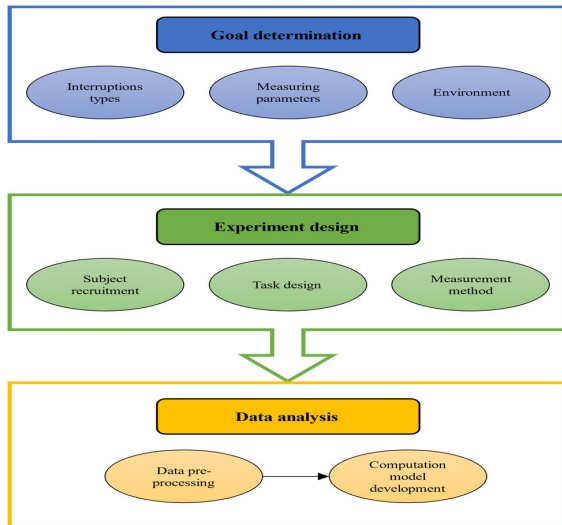 Goal determination
Interruptions
types
Measuring
parameters
Environment
Experiment design
Subject
recruitment
Task design
Measurement
method
Data analysis
Data pre-
processing
Computation
model
development